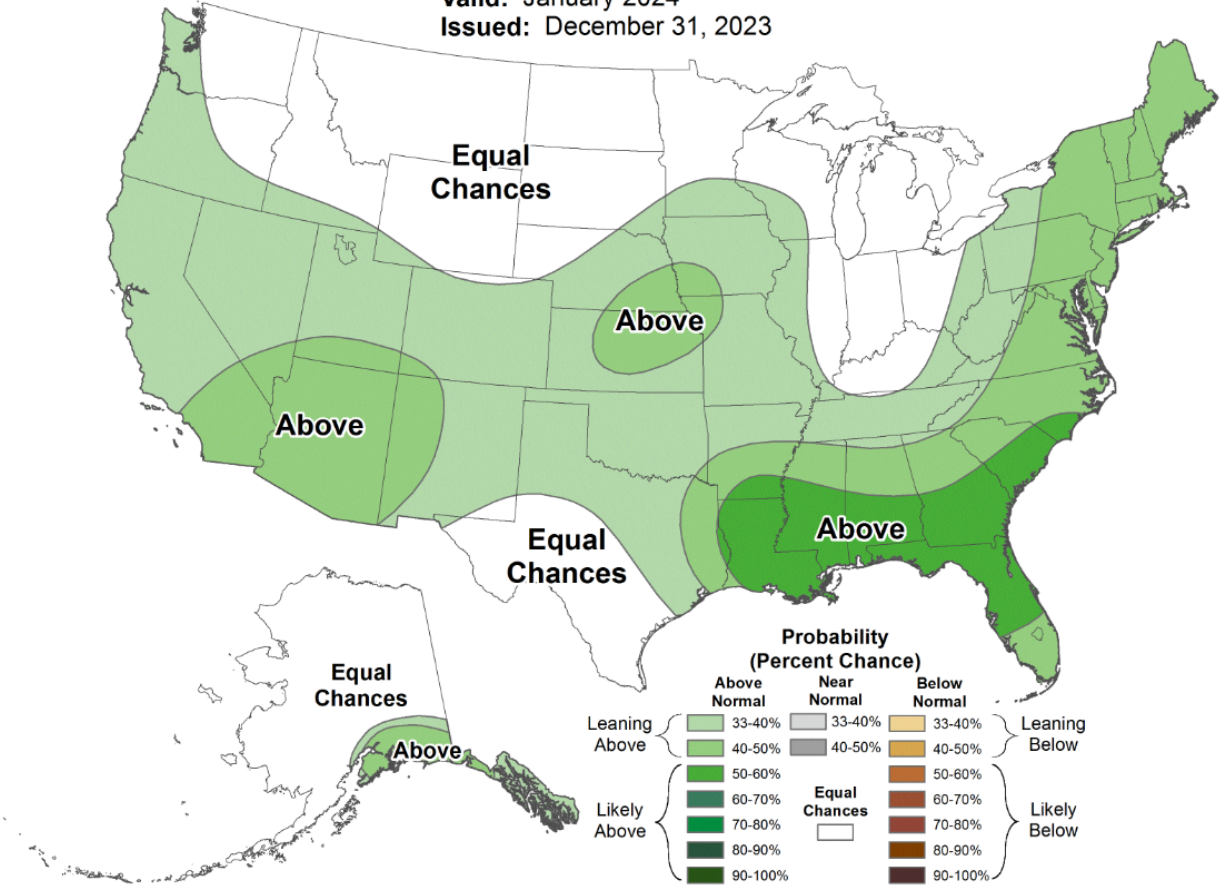 Valid: January 2024
Issued: December 31, 2023
Equal
Chances
Above
Above
Above
Equal
Chances
Equal
Chances
Above
Probability
(Percent Chance)
Above
Normal
Near
Normal
Below
Normal
Leaning
Above
33-40%
33-40%
33-40%
Leaning
Below
40-50%
40-50%
40-50%
Likely
Above
50-60%
50-60%
Likely
Below
60-70%
Equal
Chances
60-70%
70-80%
70-80%
80-90%
80-90%
90-100%
90-100%